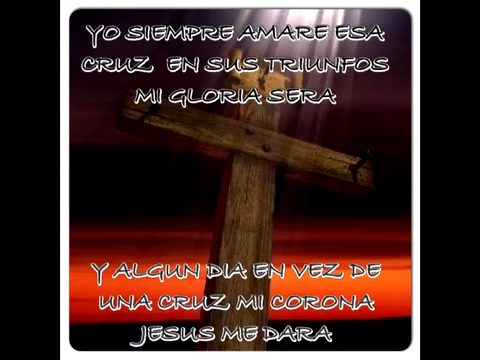 YO SIEMPRE AMARE ESA
CRUZ EN SUS TRIUNFOS
MI GLORIA SERA
Y ALGUN DIA EN VEZ DE
UNA CRUZ MI CORONA
JESUS ME DARA